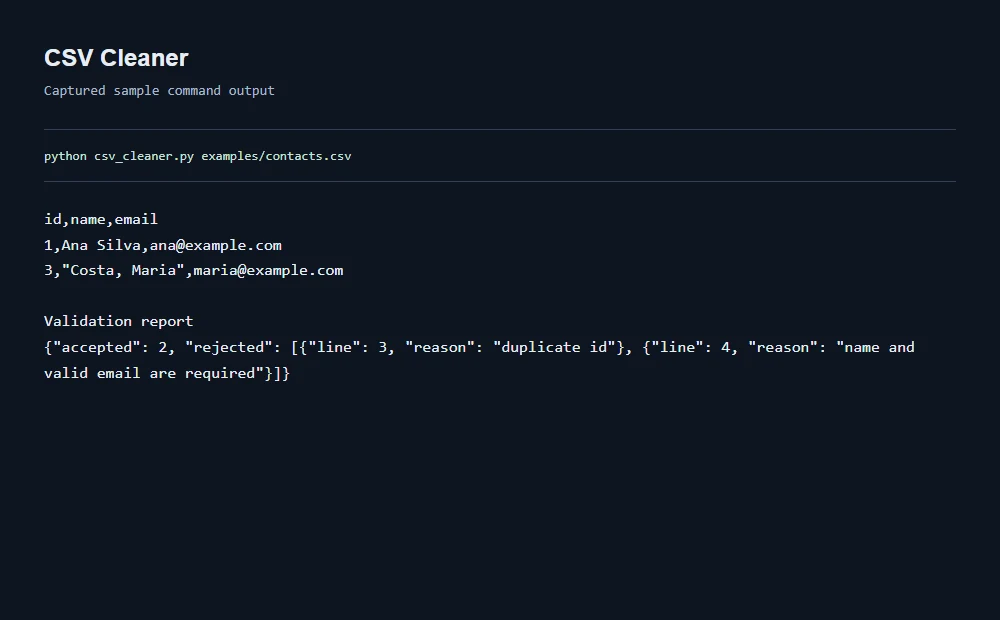 CSV Cleaner
Captured sample command output
python csv_cleaner.py examples/contacts.csv
id,name,email
1,Ana Silva,ana@example.com
3,"Costa, Maria",maria@example.com
Validation report
{"accepted": 2, "rejected": [{"line": 3, "reason": "duplicate id"}, {"line": 4, "reason": "name and
valid email are required"}]}